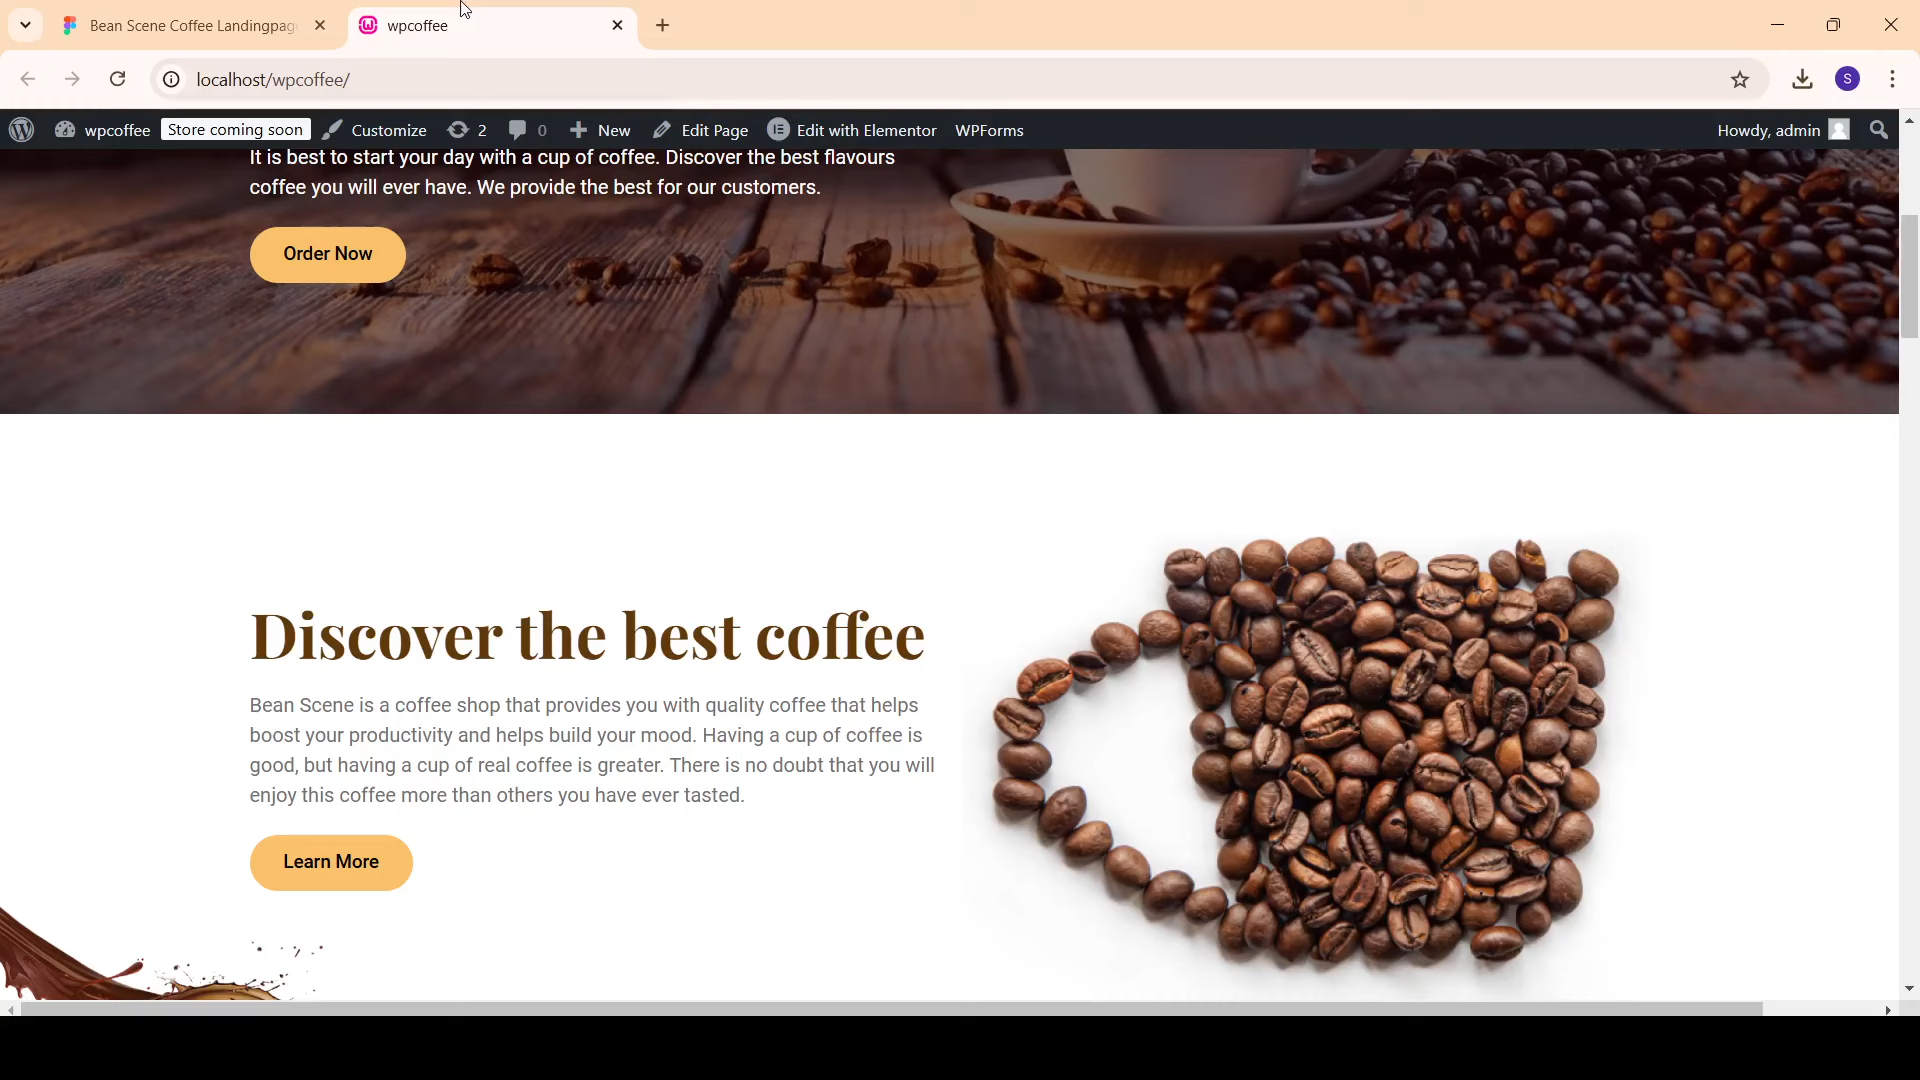 Bean Scene Coffee Landingpag
wpcoffee
localhost/wpcoffee/
S
wpcoffee Store coming soon Customize 2 0 New Edit Page Edit with Elementor WPForms Howdy, admin
It is best to start your day with a cup of coffee. Discover the best flavours
coffee you will ever have. We provide the best for our customers.
Order Now
Discover the best coffee
Bean Scene is a coffee shop that provides you with quality coffee that helps
boost your productivity and helps build your mood. Having a cup of coffee is
good, but having a cup of real coffee is greater. There is no doubt that you will
enjoy this coffee more than others you have ever tasted.
Learn More